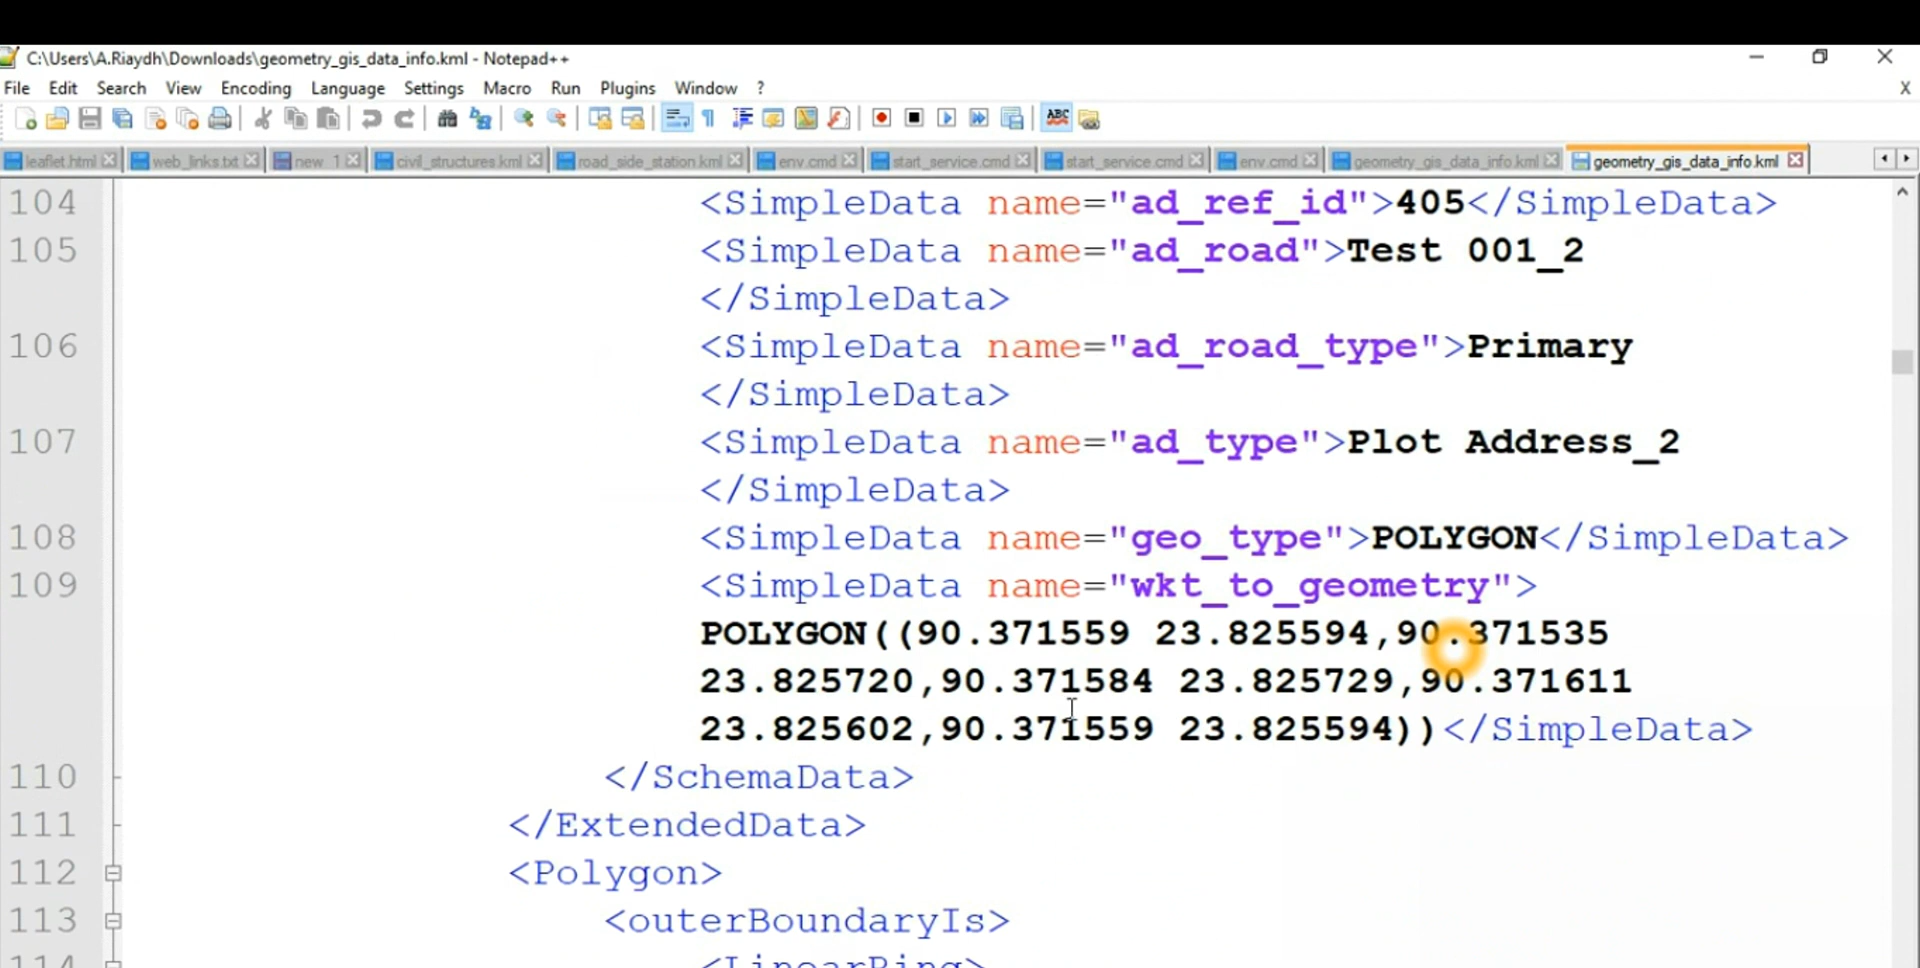 C:\Users\A.Riaydh\Downloads\geometry_gis_data_info.kml - Notepad++
File Edit Search View Encoding Language Settings Macro Run Plugins Window ? X
ABC
leaflet.html web_links.txt new 1 civil_structures.kml road_side_station.kml env.cmd start_service.cmd start_service.cmd env.cmd geometry_gis_data_info.kml geometry_gis_data_info.kml
104 <SimpleData name="ad_ref_id">405</SimpleData>
105 <SimpleData name="ad_road">Test 001_2
</SimpleData>
106 <SimpleData name="ad_road_type">Primary
</SimpleData>
107 <SimpleData name="ad_type">Plot Address_2
</SimpleData>
108 <SimpleData name="geo_type">POLYGON</SimpleData>
109 <SimpleData name="wkt_to_geometry">
POLYGON((90.371559 23.825594,90.371535
23.825720,90.371584 23.825729,90.371611
23.825602,90.371559 23.825594))</SimpleData>
110 </SchemaData>
111 </ExtendedData>
112 <Polygon>
113 <outerBoundaryIs>
114 <LinearRing>